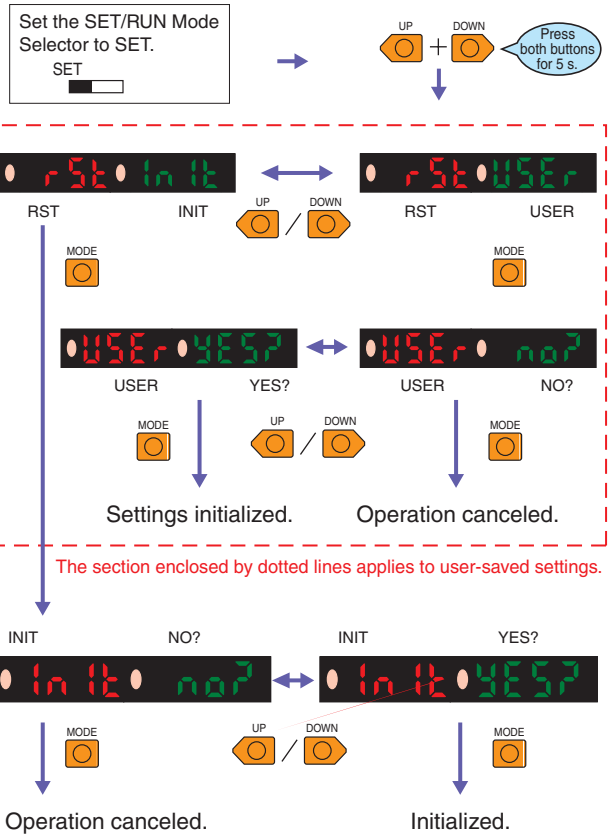 Set the SET/RUN Mode
Selector to SET.
SET
UP
DOWN
+
Press
both buttons
for 5 s.
rSt InIt
rSt USEr
RST INIT
UP / DOWN
RST USER
MODE
MODE
USEr YES?
USEr no?
USER YES?
USER NO?
MODE
UP / DOWN
MODE
Settings initialized.
Operation canceled.
The section enclosed by dotted lines applies to user-saved settings.
INIT NO?
INIT YES?
InIt no?
InIt YES?
MODE
UP / DOWN
MODE
Operation canceled.
Initialized.